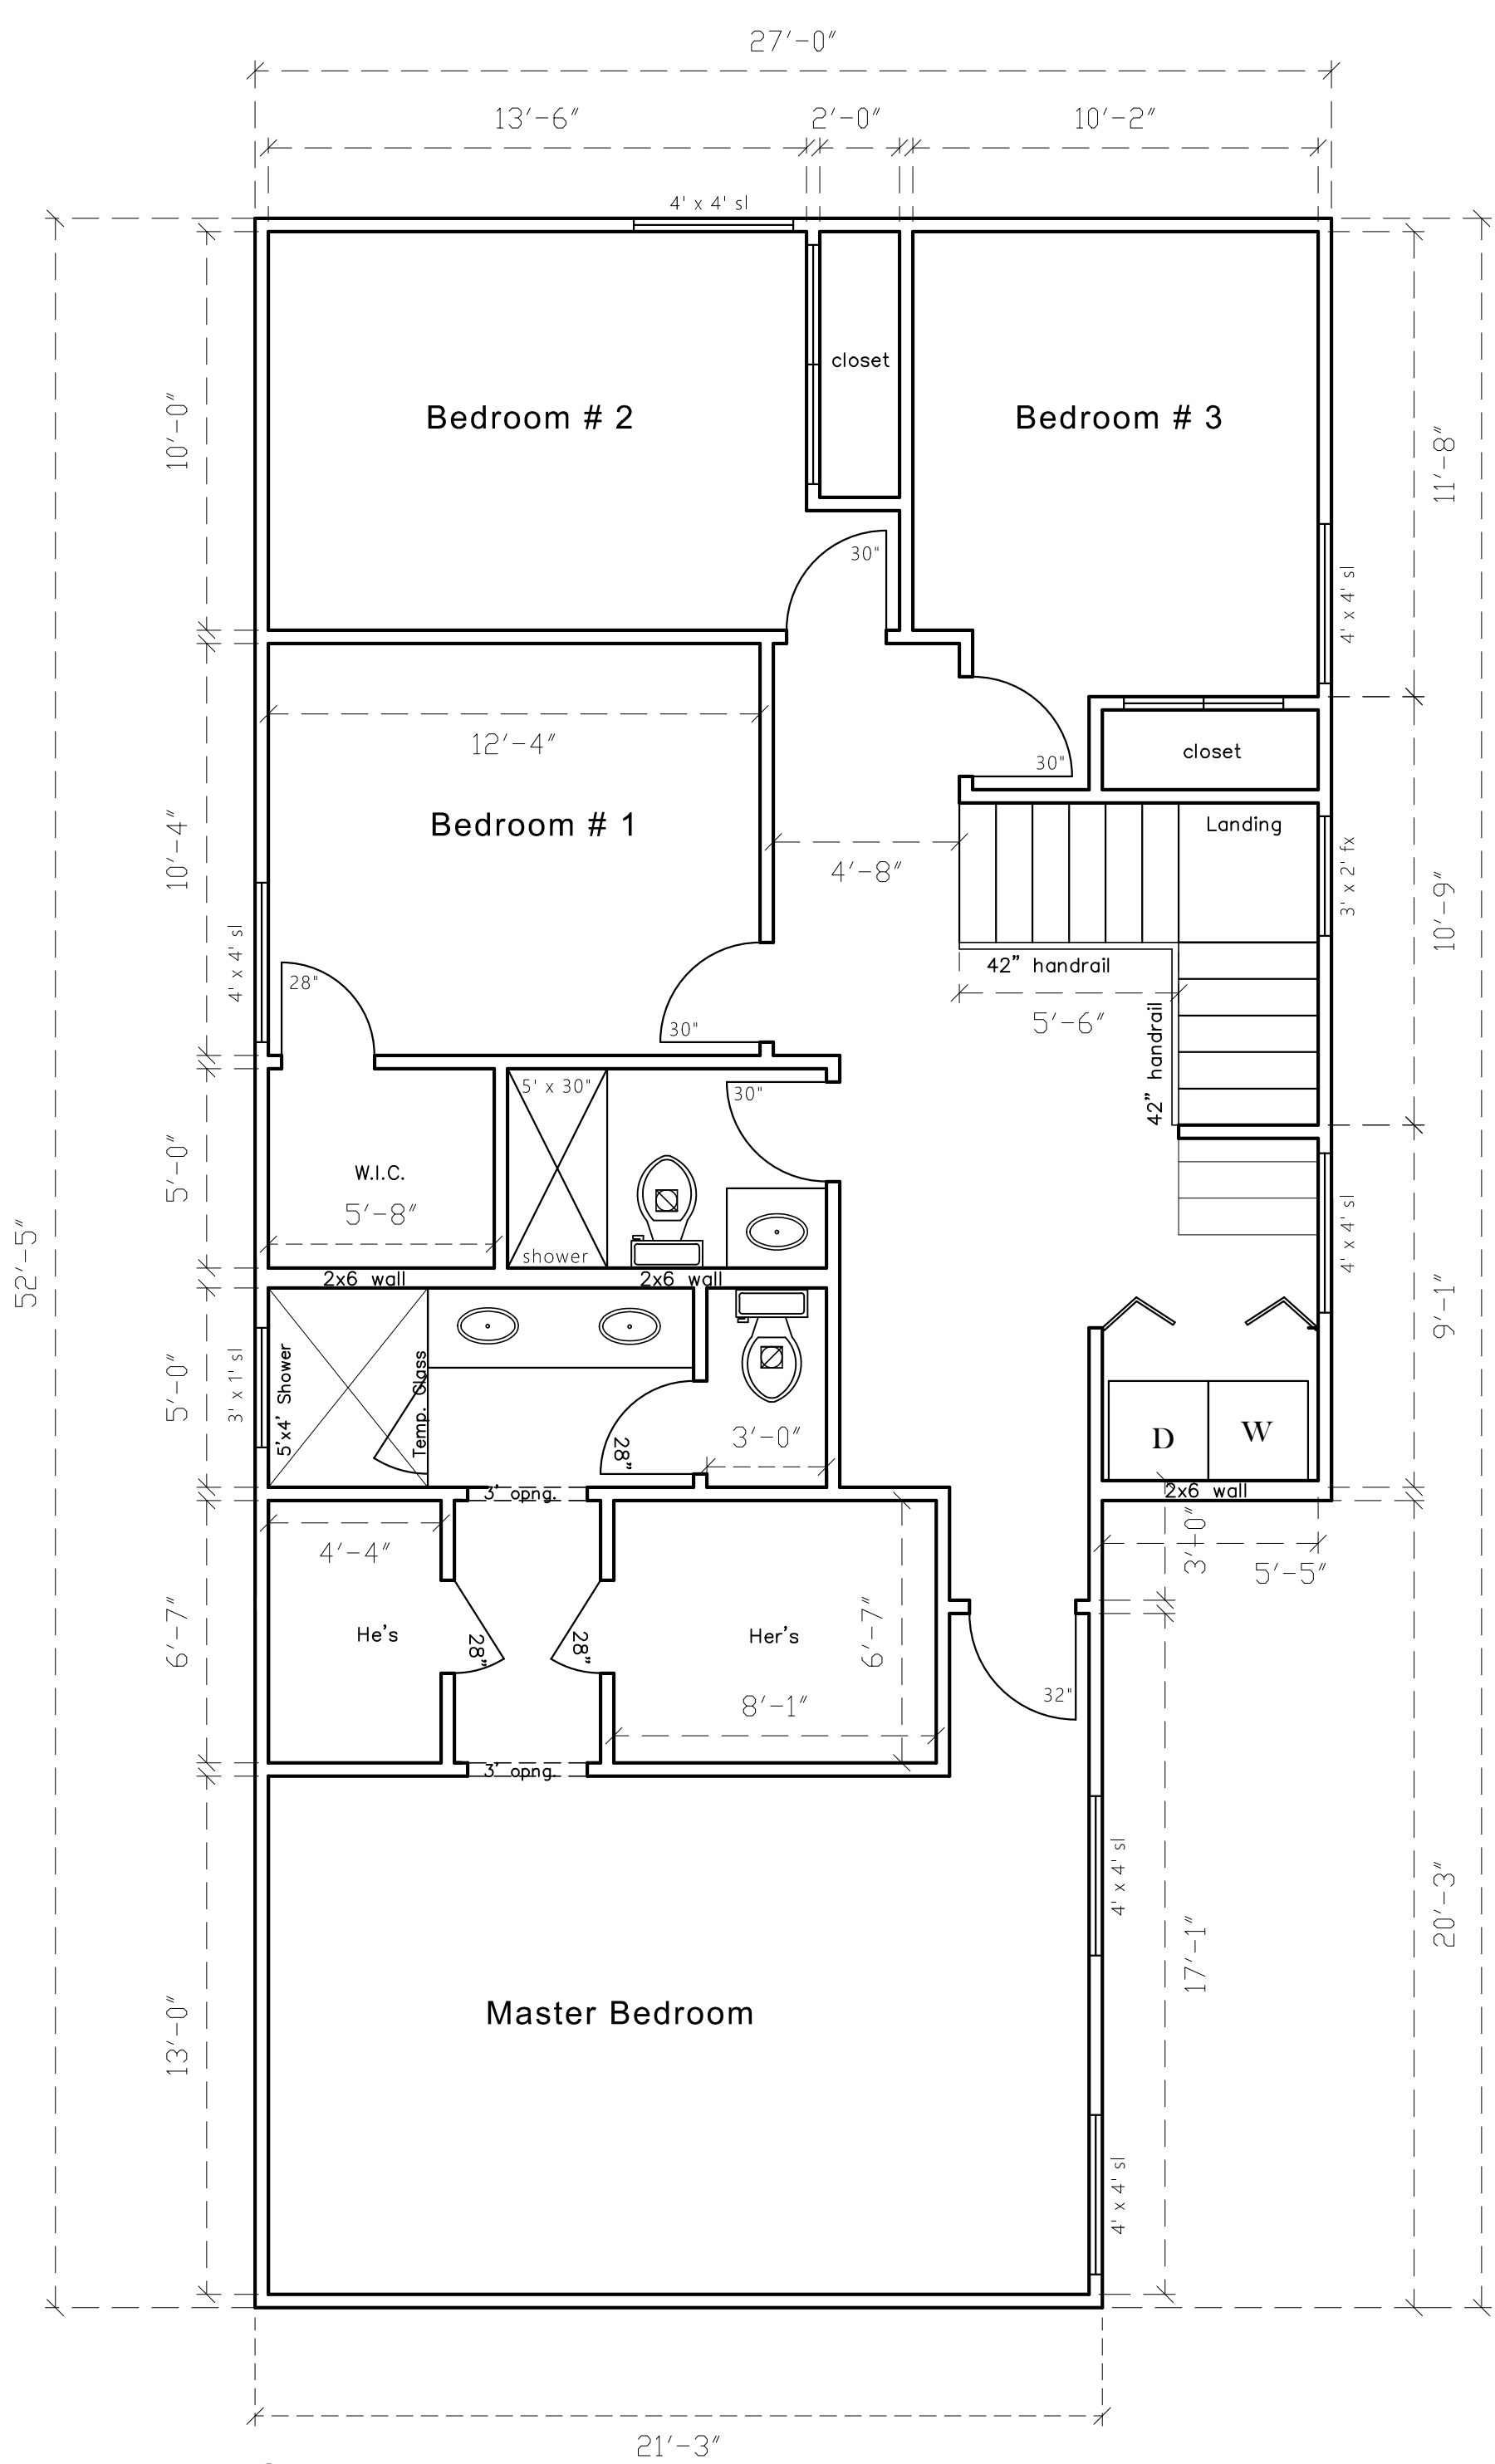 27'-0"
13'-6"
2'-0"
10'-2"
4' x 4' sl
closet
Bedroom # 2
Bedroom # 3
10'-0"
11'-8"
30"
4' x 4' sl
12'-4"
closet
30"
Bedroom # 1
Landing
10'-4"
4'-8"
3' x 2' fx
10'-9"
4' x 4' sl
42" handrail
28"
5'-6"
30"
42" handrail
5' x 30"
30"
5'-0"
W.I.C.
5'-8"
52'-5"
shower
4' x 4' sl
2x6 wall
2x6 wall
9'-1"
5'-0"
3' x 1' sl
5'x4' Shower
Temp. Glass
28"
3'-0"
D
W
3' opng.
2x6 wall
4'-4"
3'-0"
5'-5"
6'-7"
He's
28"
28"
Her's
6'-7"
8'-1"
32"
3' opng.
4' x 4' sl
20'-3"
17'-1"
Master Bedroom
13'-0"
4' x 4' sl
21'-3"